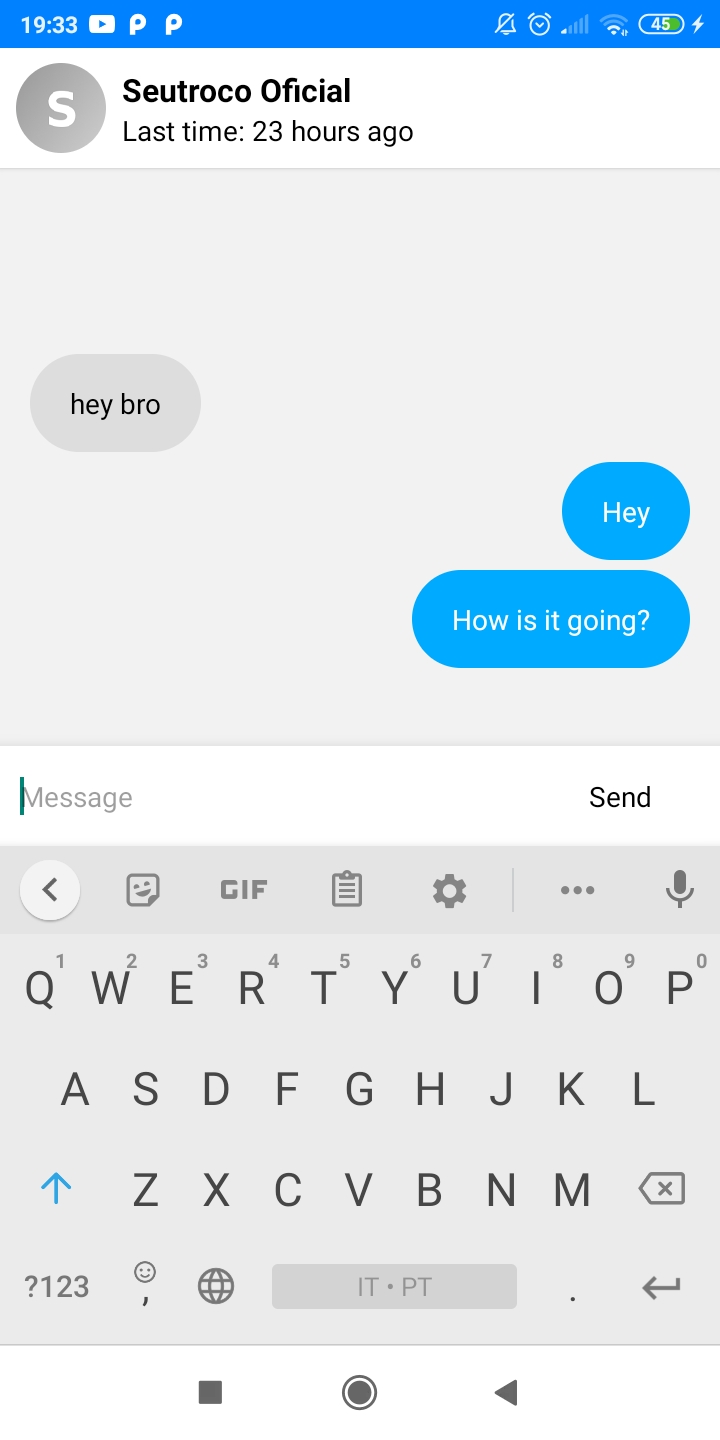 19:33
45
S
Seutroco Oficial
Last time: 23 hours ago
hey bro
Hey
How is it going?
Message
Send
GIF
1 2 3 4 5 6 7 8 9 0
Q W E R T Y U I O P
A S D F G H J K L
Z X C V B N M
?123 , IT • PT .